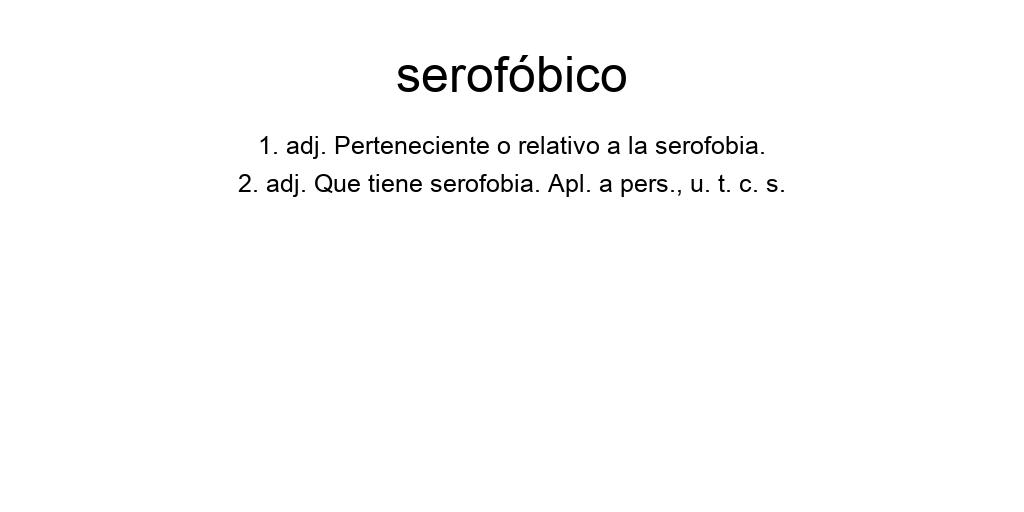 serofóbico
1. adj. Perteneciente o relativo a la serofobia.
2. adj. Que tiene serofobia. Apl. a pers., u. t. c. s.